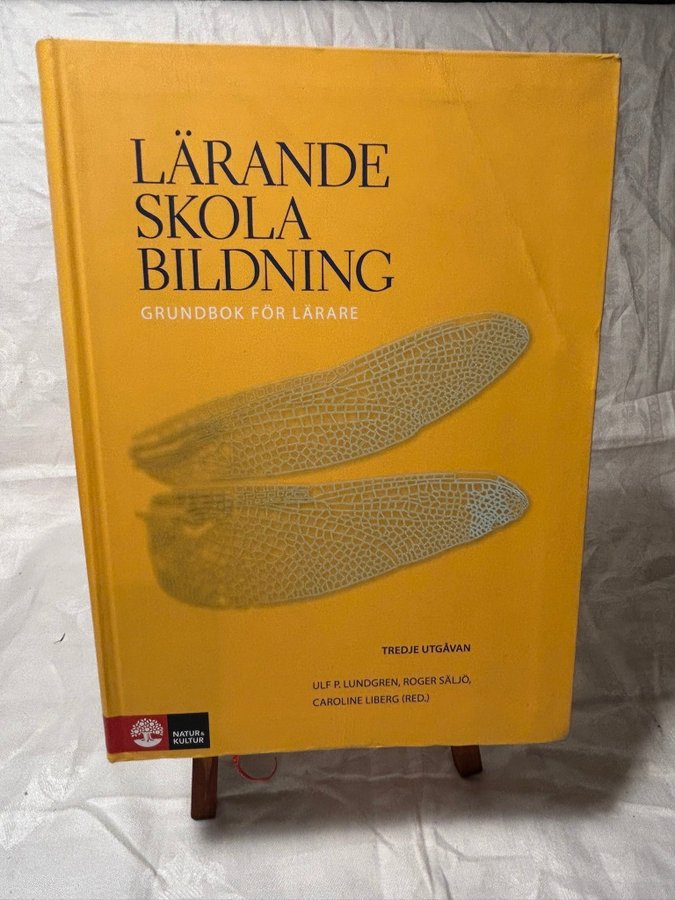 LÄRANDE
SKOLA
BILDNING
GRUNDBOK FÖR LÄRARE
TREDJE UTGÅVAN
ULF P. LUNDGREN, ROGER SÄLJÖ,
CAROLINE LIBERG (RED.)
NATUR&
KULTUR